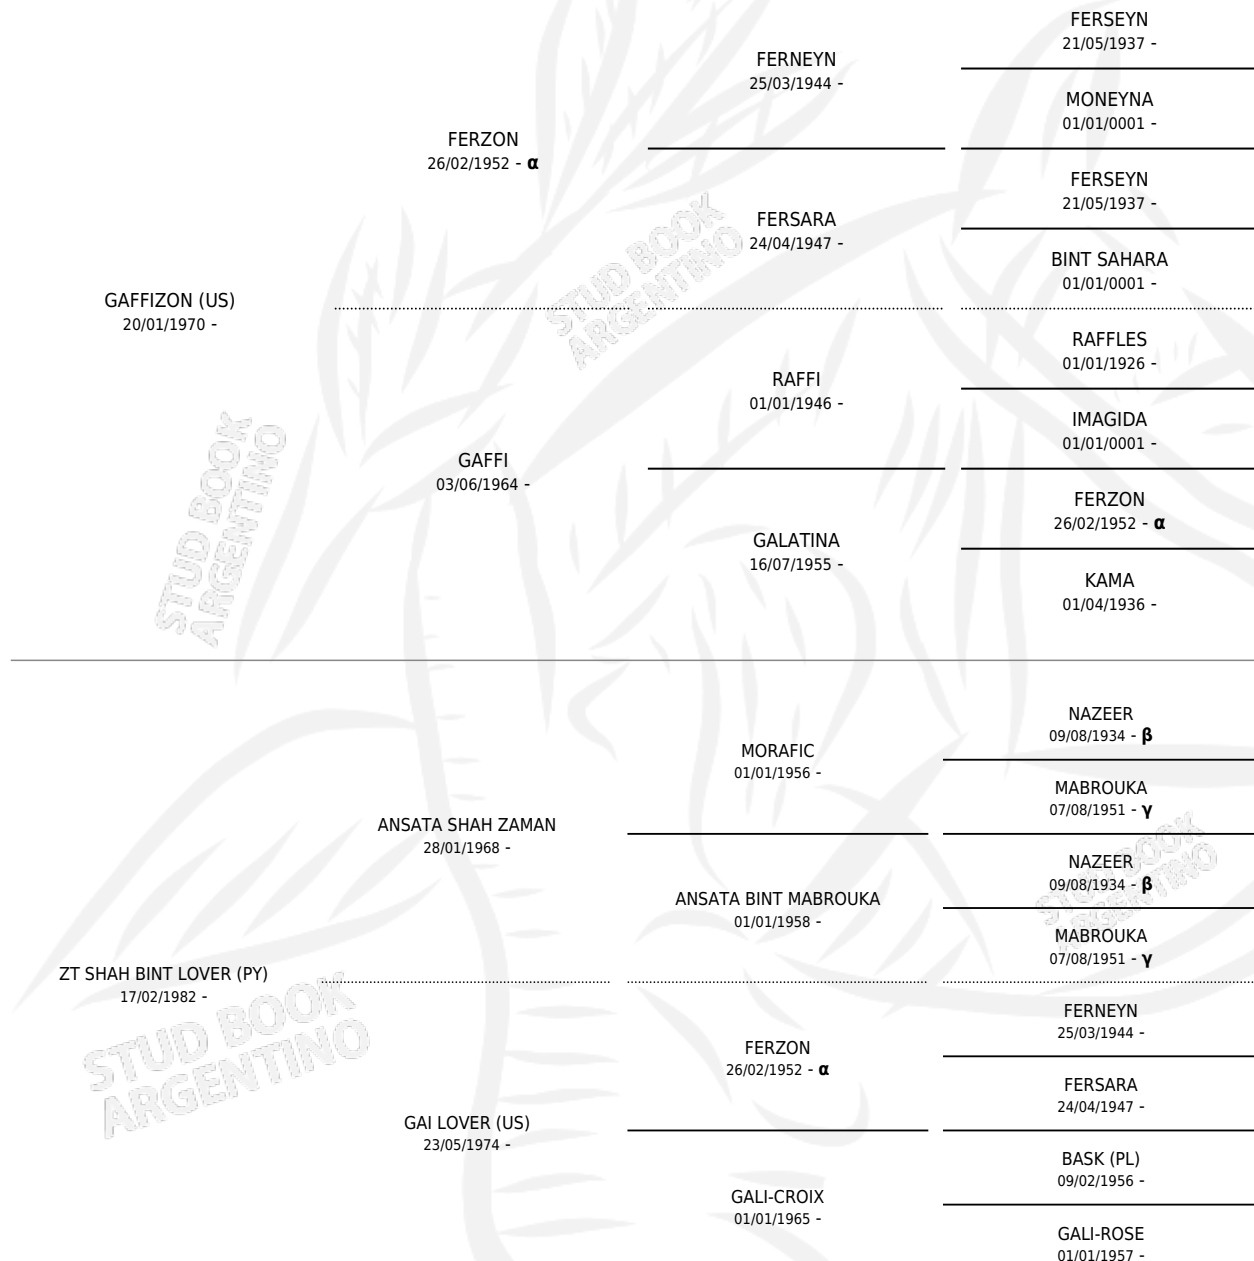 GAFFIZON (US)
20/01/1970 -
FERZON
26/02/1952 - α
FERNEYN
25/03/1944 -
FERSEYN
21/05/1937 -
MONEYNA
01/01/0001 -
FERSARA
24/04/1947 -
FERSEYN
21/05/1937 -
BINT SAHARA
01/01/0001 -
GAFFI
03/06/1964 -
RAFFI
01/01/1946 -
RAFFLES
01/01/1926 -
IMAGIDA
01/01/0001 -
GALATINA
16/07/1955 -
FERZON
26/02/1952 - α
KAMA
01/04/1936 -
ZT SHAH BINT LOVER (PY)
17/02/1982 -
ANSATA SHAH ZAMAN
28/01/1968 -
MORAFIC
01/01/1956 -
NAZEER
09/08/1934 - β
MABROUKA
07/08/1951 - γ
ANSATA BINT MABROUKA
01/01/1958 -
NAZEER
09/08/1934 - β
MABROUKA
07/08/1951 - γ
GAI LOVER (US)
23/05/1974 -
FERZON
26/02/1952 - α
FERNEYN
25/03/1944 -
FERSARA
24/04/1947 -
GALI-CROIX
01/01/1965 -
BASK (PL)
09/02/1956 -
GALI-ROSE
01/01/1957 -
STUD BOOK
ARGENTINO
STUD BOOK
ARGENTINO
STUD BOOK
ARGENTINO
STUD BOOK
ARGENTINO